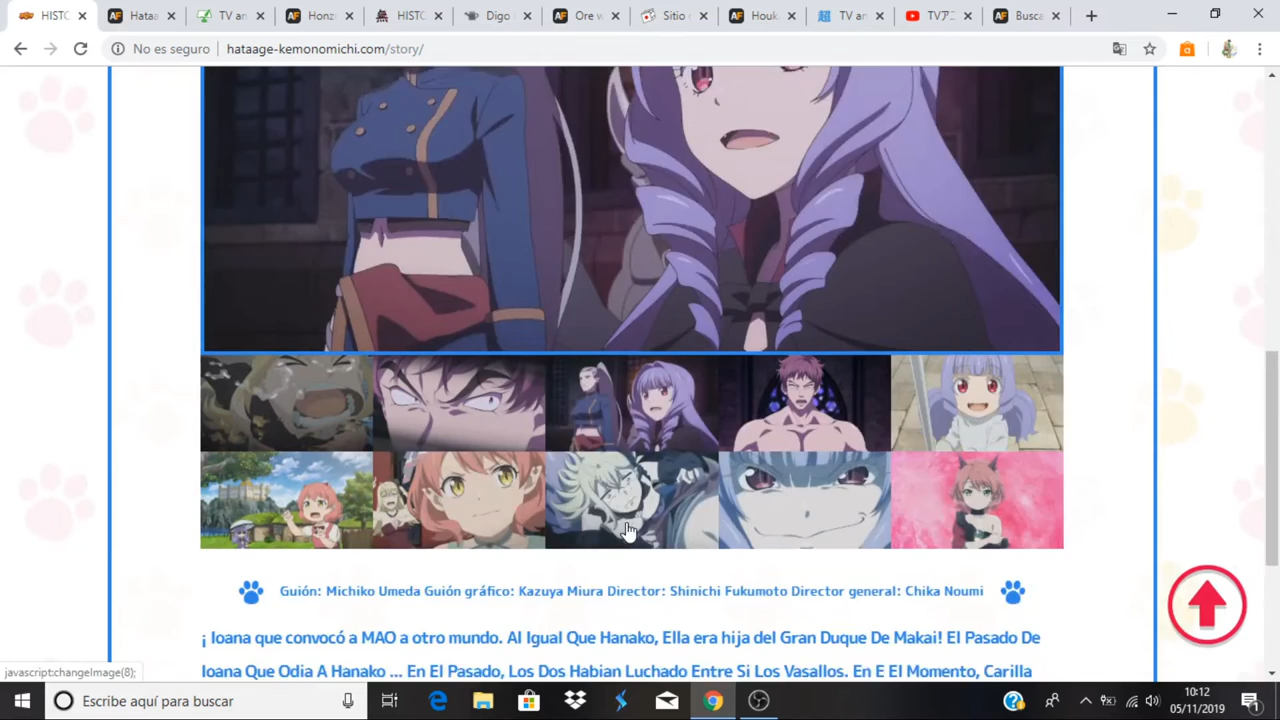 HISTO
Hataa
TV an
Honz
HISTC
Digo
Ore w
Sitio c
Houk
TV ar
TVアニ
Busca
No es seguro
hataage-kemonomichi.com/story/
Guión: Michiko Umeda Guión gráfico: Kazuya Miura Director: Shinichi Fukumoto Director general: Chika Noumi
¡ Ioana que convocó a MAO a otro mundo. Al Igual Que Hanako, Ella era hija del Gran Duque De Makai! El Pasado De
Ioana Que Odia A Hanako ... En El Pasado, Los Dos Habian Luchado Entre Si Los Vasallos. En E El Momento, Carilla
javascript:changeImage(8);
Escribe aquí para buscar
10:12
05/11/2019